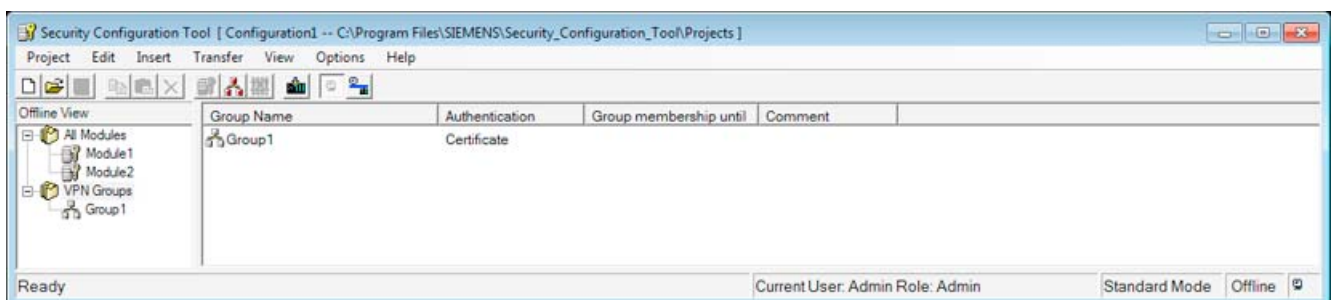 Security Configuration Tool [ Configuration1 -- C:\Program Files\SIEMENS\Security_Configuration_Tool\Projects ]
Project Edit Insert Transfer View Options Help
Offline View
All Modules
Module1
Module2
VPN Groups
Group1
Group Name Authentication Group membership until Comment
Group1 Certificate
Ready Current User: Admin Role: Admin Standard Mode Offline